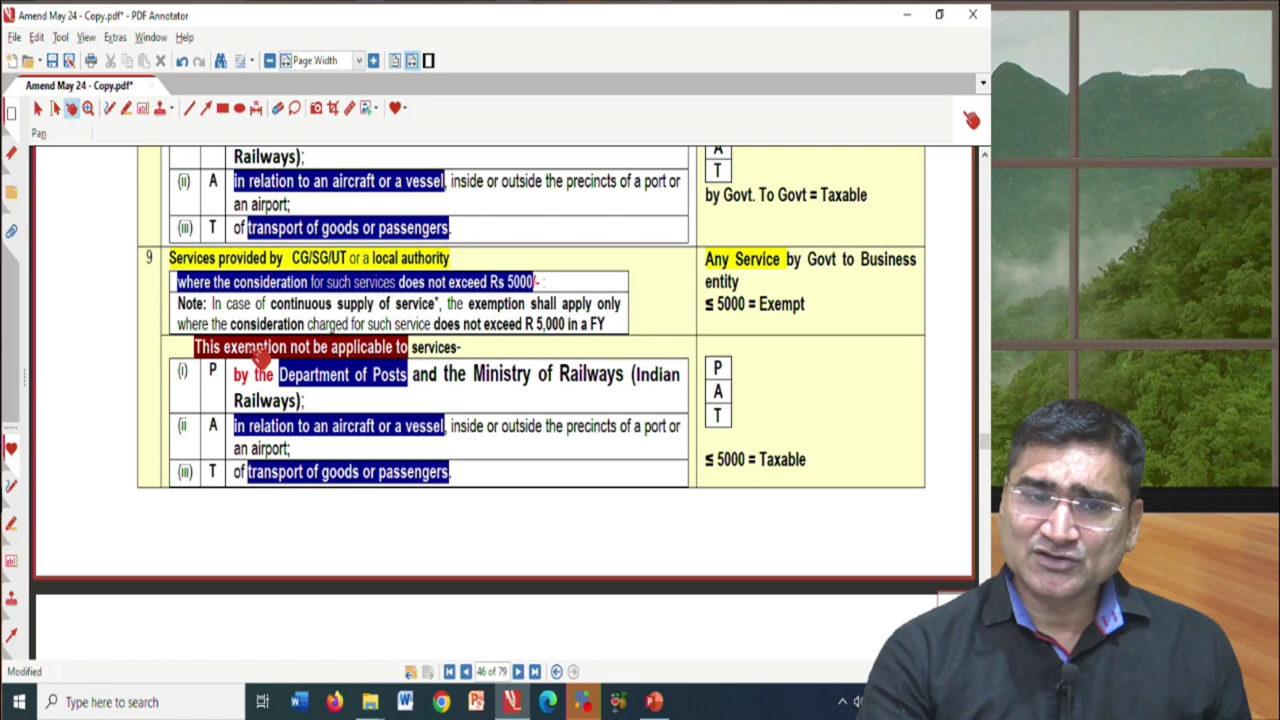 Amend May 24 - Copy.pdf* - PDF Annotator
File Edit Tool View Extras Window Help
Page Width
Amend May 24 - Copy.pdf*
Pan
Railways);
A
T
(ii) A in relation to an aircraft or a vessel, inside or outside the precincts of a port or
an airport;
by Govt. To Govt = Taxable
(iii) T of transport of goods or passengers.
9 Services provided by CG/SG/UT or a local authority
Any Service by Govt to Business
entity
where the consideration for such services does not exceed Rs 5000/- :
≤ 5000 = Exempt
Note: In case of continuous supply of service*, the exemption shall apply only
where the consideration charged for such service does not exceed R 5,000 in a FY
This exemption not be applicable to services-
(i) P by the Department of Posts and the Ministry of Railways (Indian
Railways);
P
A
T
(ii A in relation to an aircraft or a vessel, inside or outside the precincts of a port or
an airport;
≤ 5000 = Taxable
(iii) T of transport of goods or passengers.
Modified
46 of 79
Type here to search